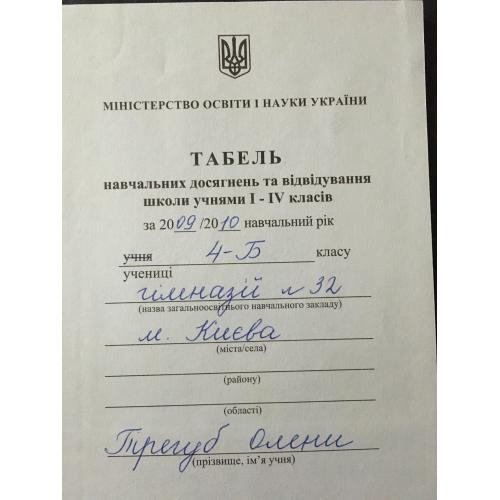 МІНІСТЕРСТВО ОСВІТИ І НАУКИ УКРАЇНИ
ТАБЕЛЬ
навчальних досягнень та відвідування
школи учнями І - ІV класів
за 2009/2010 навчальний рік
учня 4-Б класу
учениці
гімназії № 32
(назва загальноосвітнього навчального закладу)
м. Києва
(міста/села)
(району)
(області)
Трегуб Олени
(прізвище, ім'я учня)